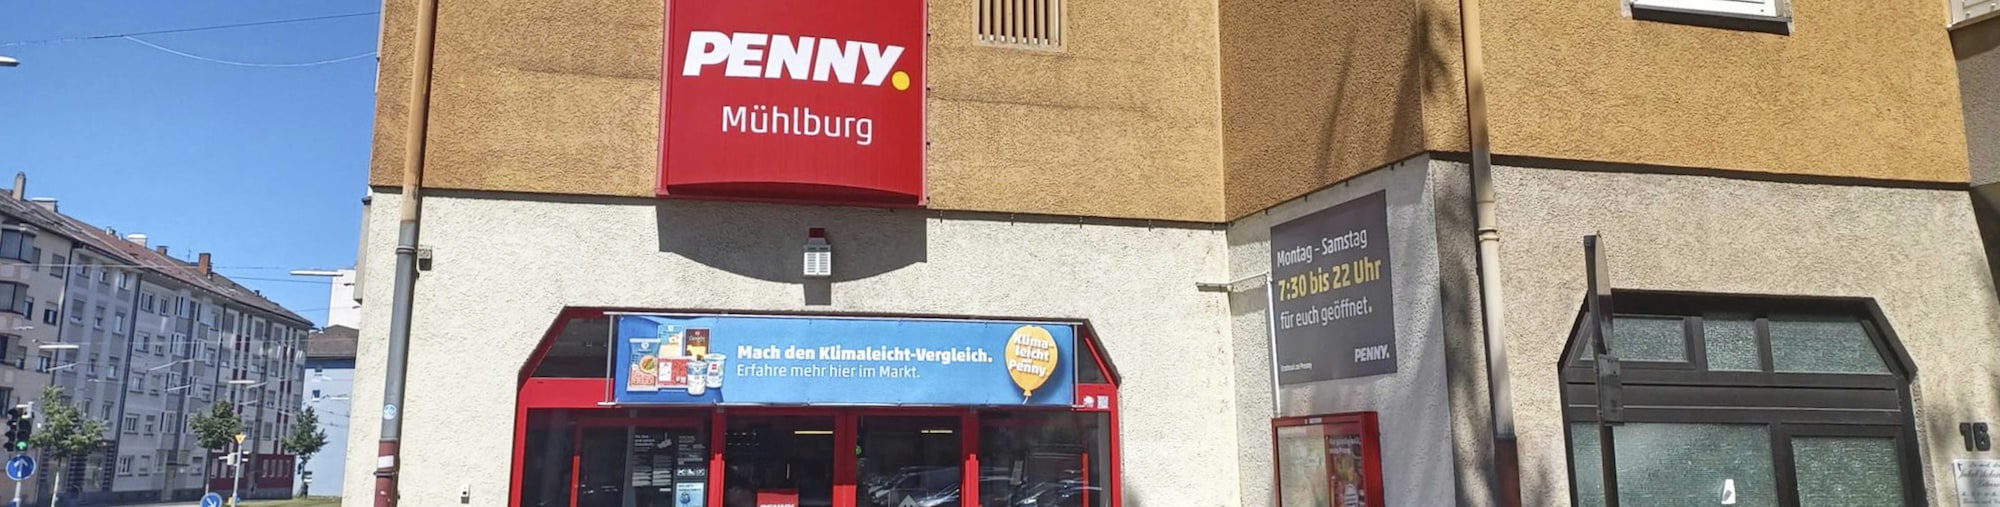 PENNY.
Mühlburg
Montag - Samstag
7:30 bis 22 Uhr
für euch geöffnet.
PENNY.
Mach den Klimaleicht-Vergleich.
Erfahre mehr hier im Markt.
Klima-
leicht
mit
Penny.
16
PENNY